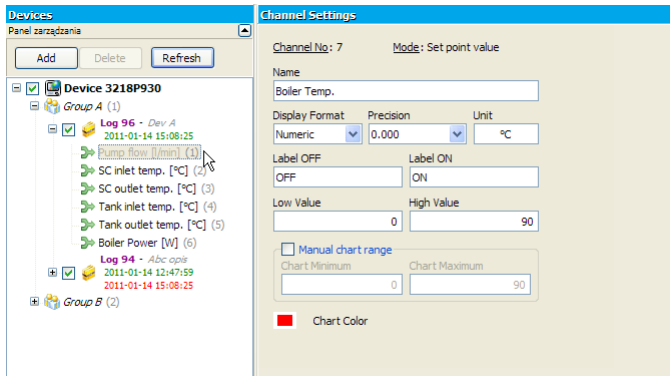 Devices
Panel zarządzania
Add Delete Refresh
Device 3218P930
Group A (1)
Log 96 - Dev A
2011-01-14 15:08:25
Pump flow [l/min] (1)
SC inlet temp. [°C] (2)
SC outlet temp. [°C] (3)
Tank inlet temp. [°C] (4)
Tank outlet temp. [°C] (5)
Boiler Power [W] (6)
Log 94 - Abc opis
2011-01-14 12:47:59
2011-01-14 15:08:25
Group B (2)
Channel Settings
Channel No: 7 Mode: Set point value
Name
Boiler Temp.
Display Format Precision Unit
Numeric 0.000 °C
Label OFF Label ON
OFF ON
Low Value High Value
0 90
Manual chart range
Chart Minimum Chart Maximum
0 90
Chart Color